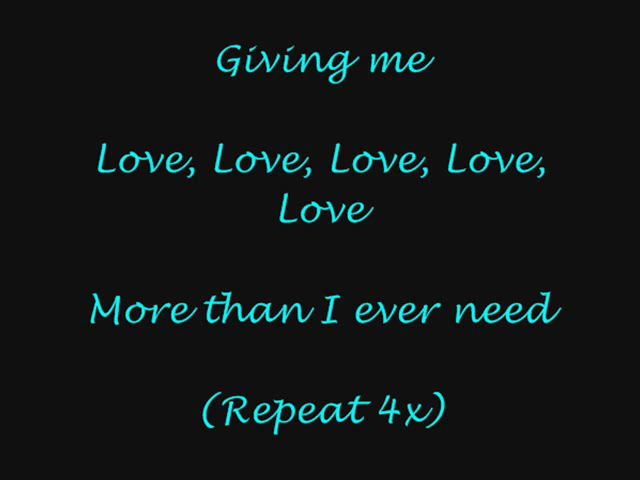 Giving me
Love, Love, Love, Love,
Love
More than I ever need
(Repeat 4x)